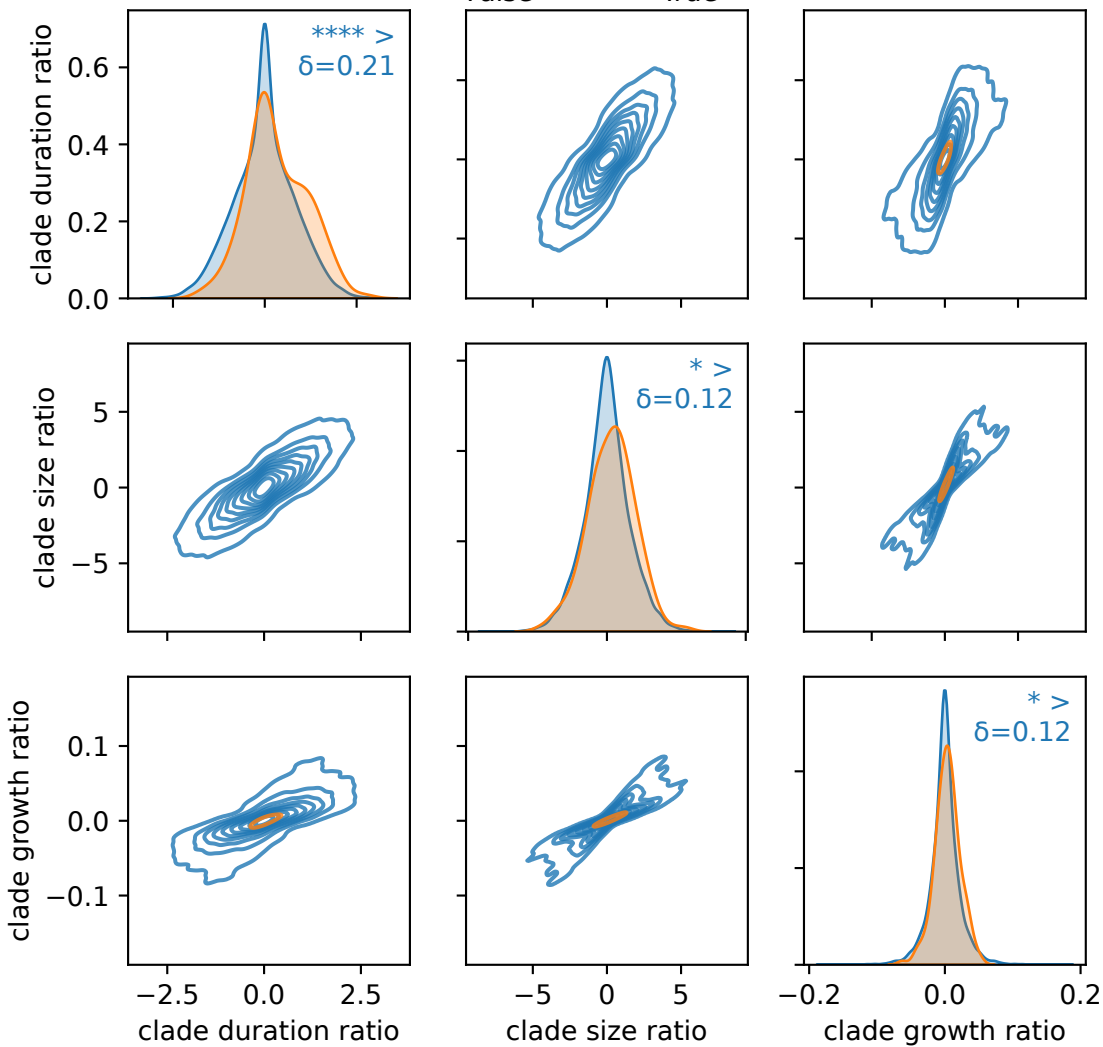 False True
clade duration ratio
0.6
0.4
0.2
0.0
**** >
δ=0.21
clade size ratio
5
0
−5
* >
δ=0.12
clade growth ratio
0.1
0.0
−0.1
* >
δ=0.12
−2.5 0.0 2.5
clade duration ratio
−5 0 5
clade size ratio
−0.2 0.0 0.2
clade growth ratio